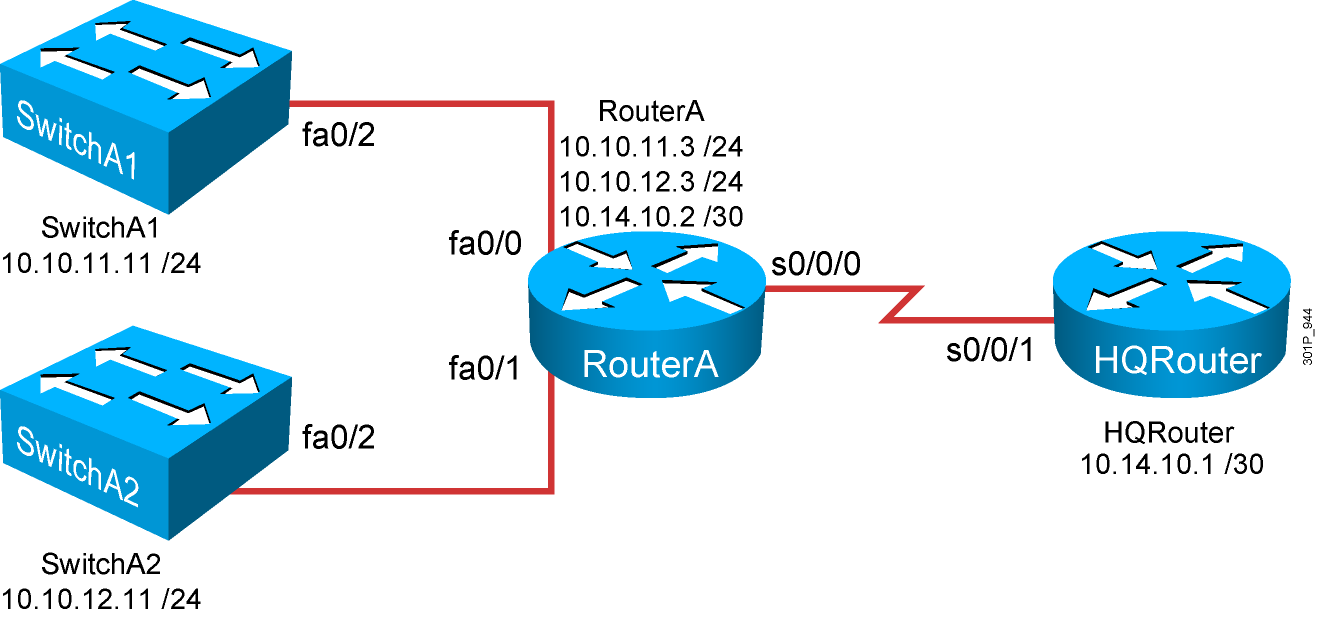 SwitchA1
fa0/2
SwitchA1
10.10.11.11 /24
RouterA
10.10.11.3 /24
10.10.12.3 /24
10.14.10.2 /30
fa0/0
fa0/1
RouterA
s0/0/0
s0/0/1
HQRouter
HQRouter
10.14.10.1 /30
301P_944
SwitchA2
fa0/2
SwitchA2
10.10.12.11 /24